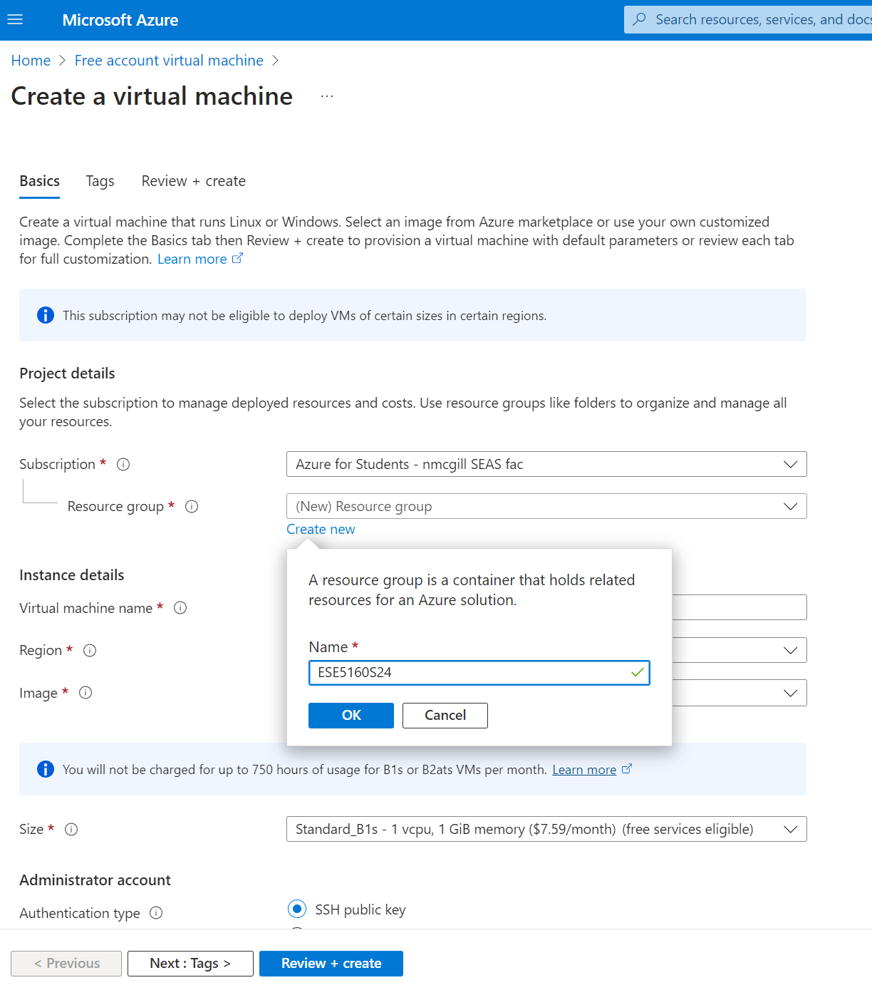 Microsoft Azure
Search resources, services, and docs
Home > Free account virtual machine >
Create a virtual machine ...
Basics Tags Review + create
Create a virtual machine that runs Linux or Windows. Select an image from Azure marketplace or use your own customized
image. Complete the Basics tab then Review + create to provision a virtual machine with default parameters or review each tab
for full customization. Learn more
This subscription may not be eligible to deploy VMs of certain sizes in certain regions.
Project details
Select the subscription to manage deployed resources and costs. Use resource groups like folders to organize and manage all
your resources.
Subscription * Azure for Students - nmcgill SEAS fac
Resource group * (New) Resource group
Create new
A resource group is a container that holds related
resources for an Azure solution.
Name *
ESE5160S24
OK Cancel
Instance details
Virtual machine name *
Region *
Image *
You will not be charged for up to 750 hours of usage for B1s or B2ats VMs per month. Learn more
Size * Standard_B1s - 1 vcpu, 1 GiB memory ($7.59/month) (free services eligible)
Administrator account
Authentication type SSH public key
< Previous Next : Tags > Review + create